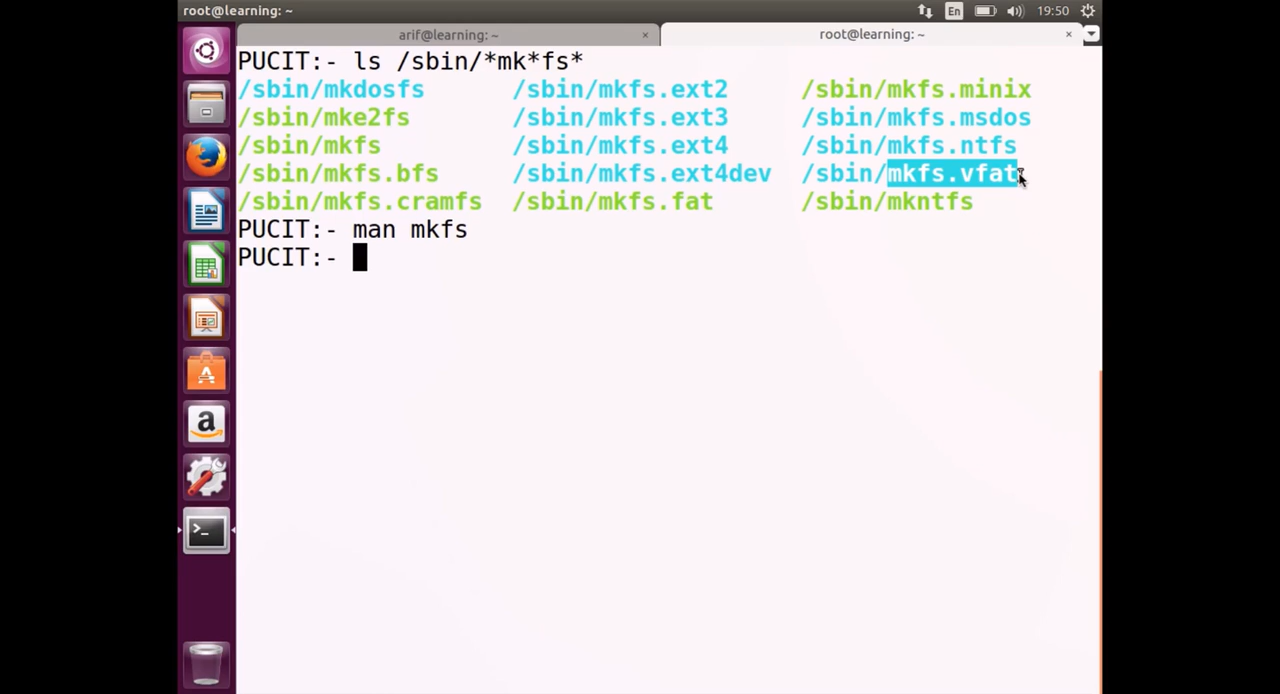 root@learning: ~
En
19:50
arif@learning: ~ ×
root@learning: ~ ×
PUCIT:- ls /sbin/*mk*fs*
/sbin/mkdosfs /sbin/mkfs.ext2 /sbin/mkfs.minix
/sbin/mke2fs /sbin/mkfs.ext3 /sbin/mkfs.msdos
/sbin/mkfs /sbin/mkfs.ext4 /sbin/mkfs.ntfs
/sbin/mkfs.bfs /sbin/mkfs.ext4dev /sbin/mkfs.vfat
/sbin/mkfs.cramfs /sbin/mkfs.fat /sbin/mkntfs
PUCIT:- man mkfs
PUCIT:-